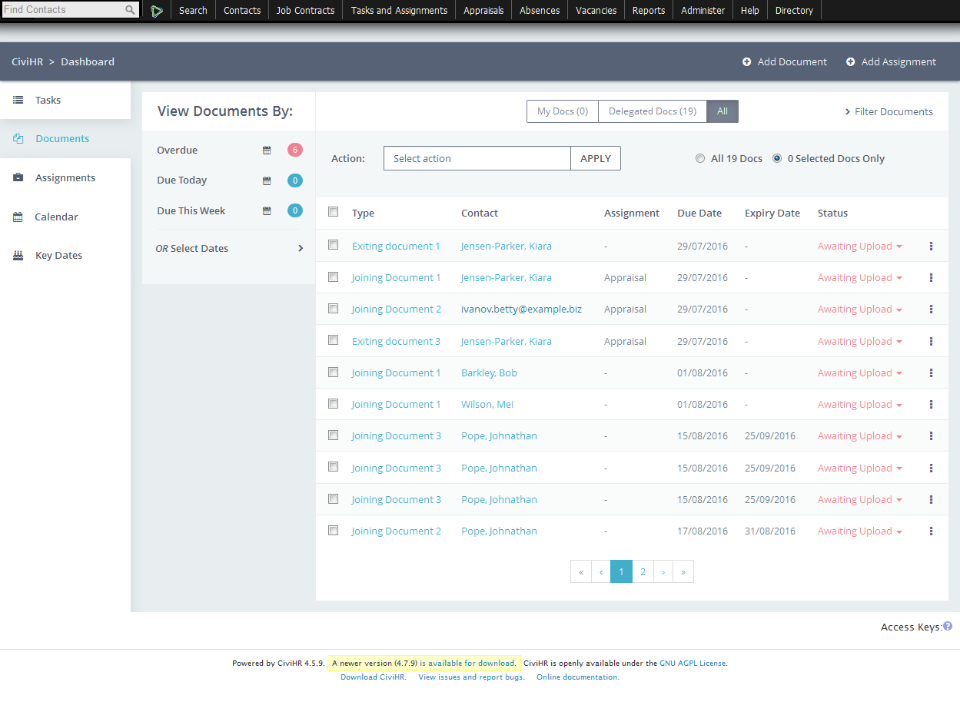 Find Contacts Search Contacts Job Contracts Tasks and Assignments Appraisals Absences Vacancies Reports Administer Help Directory
CiviHR > Dashboard Add Document Add Assignment
Tasks
Documents
Assignments
Calendar
Key Dates
View Documents By:
Overdue 6
Due Today 0
Due This Week 0
OR Select Dates
My Docs (0) Delegated Docs (19) All Filter Documents
Action: Select action APPLY All 19 Docs 0 Selected Docs Only
Type Contact Assignment Due Date Expiry Date Status
Exiting document 1 Jensen-Parker, Kiara - 29/07/2016 - Awaiting Upload
Joining Document 1 Jensen-Parker, Kiara Appraisal 29/07/2016 - Awaiting Upload
Joining Document 2 ivanov.betty@example.biz Appraisal 29/07/2016 - Awaiting Upload
Exiting document 3 Jensen-Parker, Kiara Appraisal 29/07/2016 - Awaiting Upload
Joining Document 1 Barkley, Bob - 01/08/2016 - Awaiting Upload
Joining Document 1 Wilson, Mei - 01/08/2016 - Awaiting Upload
Joining Document 3 Pope, Johnathan - 15/08/2016 25/09/2016 Awaiting Upload
Joining Document 3 Pope, Johnathan - 15/08/2016 25/09/2016 Awaiting Upload
Joining Document 3 Pope, Johnathan - 15/08/2016 25/09/2016 Awaiting Upload
Joining Document 2 Pope, Johnathan - 17/08/2016 31/08/2016 Awaiting Upload
« ‹ 1 2 › »
Access Keys: ?
Powered by CiviHR 4.5.9. A newer version (4.7.9) is available for download. CiviHR is openly available under the GNU AGPL License.
Download CiviHR. View issues and report bugs. Online documentation.